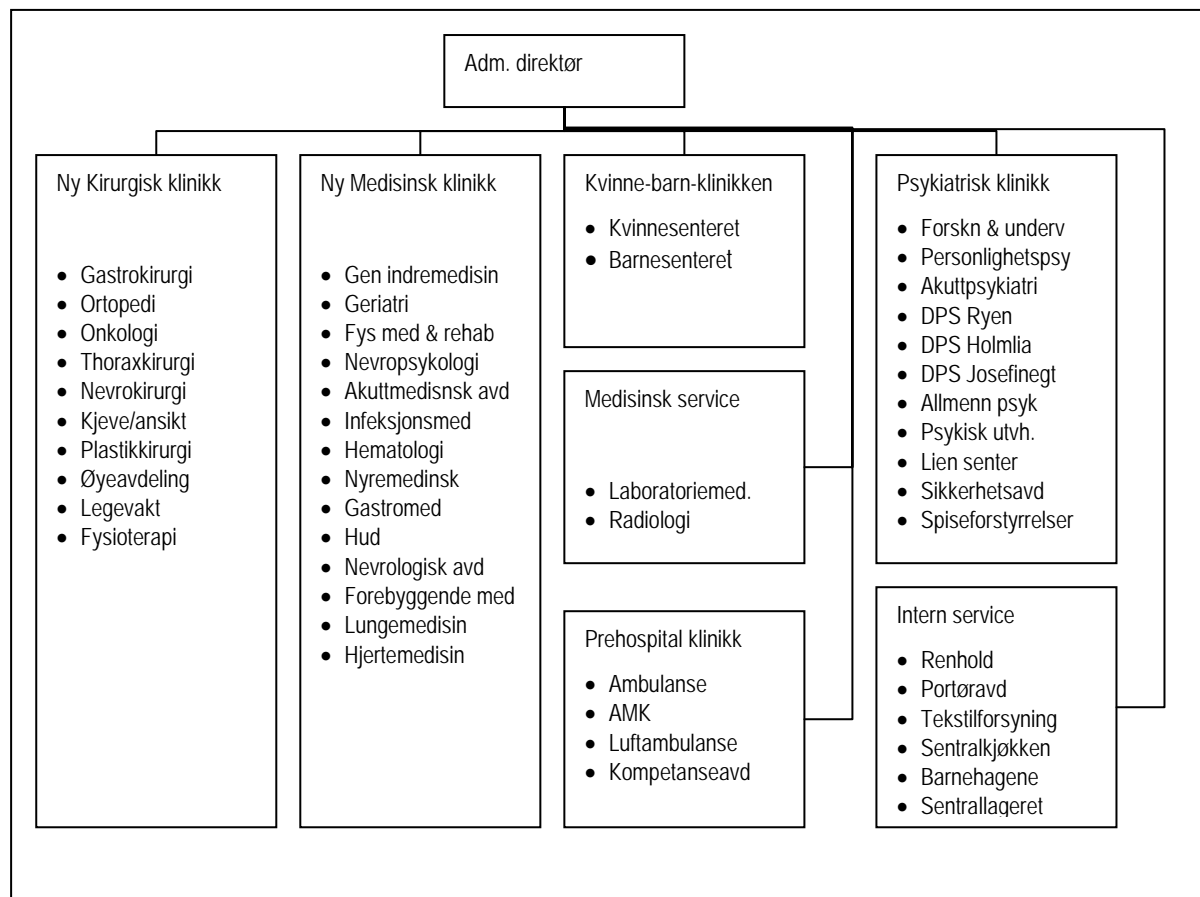 Adm. direktør
Ny Kirurgisk klinikk
• Gastrokirurgi
• Ortopedi
• Onkologi
• Thoraxkirurgi
• Nevrokirurgi
• Kjeve/ansikt
• Plastikkirurgi
• Øyeavdeling
• Legevakt
• Fysioterapi
Ny Medisinsk klinikk
• Gen indremedisin
• Geriatri
• Fys med & rehab
• Nevropsykologi
• Akuttmedisnsk avd
• Infeksjonsmed
• Hematologi
• Nyremedinsk
• Gastromed
• Hud
• Nevrologisk avd
• Forebyggende med
• Lungemedisin
• Hjertemedisin
Kvinne-barn-klinikken
• Kvinnesenteret
• Barnesenteret
Medisinsk service
• Laboratoriemed.
• Radiologi
Prehospital klinikk
• Ambulanse
• AMK
• Luftambulanse
• Kompetanseavd
Psykiatrisk klinikk
• Forskn & underv
• Personlighetspsy
• Akuttpsykiatri
• DPS Ryen
• DPS Holmlia
• DPS Josefinegt
• Allmenn psyk
• Psykisk utvh.
• Lien senter
• Sikkerhetsavd
• Spiseforstyrrelser
Intern service
• Renhold
• Portøravd
• Tekstilforsyning
• Sentralkjøkken
• Barnehagene
• Sentrallageret